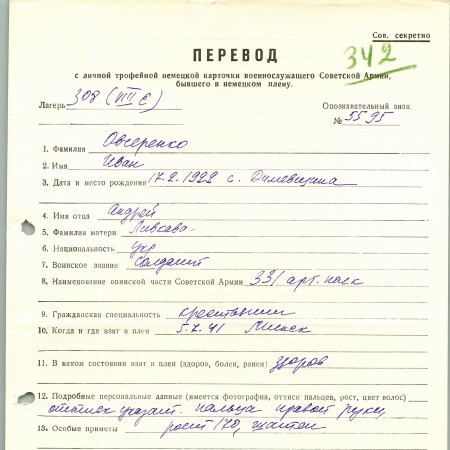 Сов. секретно
342
ПЕРЕВОД
с личной трофейной немецкой карточки военнослужащего Советской Армии,
бывшего в немецком плену.
Лагерь 308 (VIII E)
Опознавательный знак
№ 5595
1. Фамилия Овчеренко
2. Имя Иван
3. Дата и место рождения 17.2.1922 с.
4. Имя отца Андрей
5. Фамилия матери
6. Национальность укр
7. Воинское звание Солдат
8. Наименование воинской части Советской Армии 331 арт. полк
9. Гражданская специальность крестьянин
10. Когда и где взят в плен 5.7.41 Минск
11. В каком состоянии взят в плен (здоров, болен, ранен) здоров
12. Подробные персональные данные (имеется фотография, оттиск пальцев, рост, цвет волос)
оттиск указат. пальца правой руки,
13. Особые приметы рост 170,